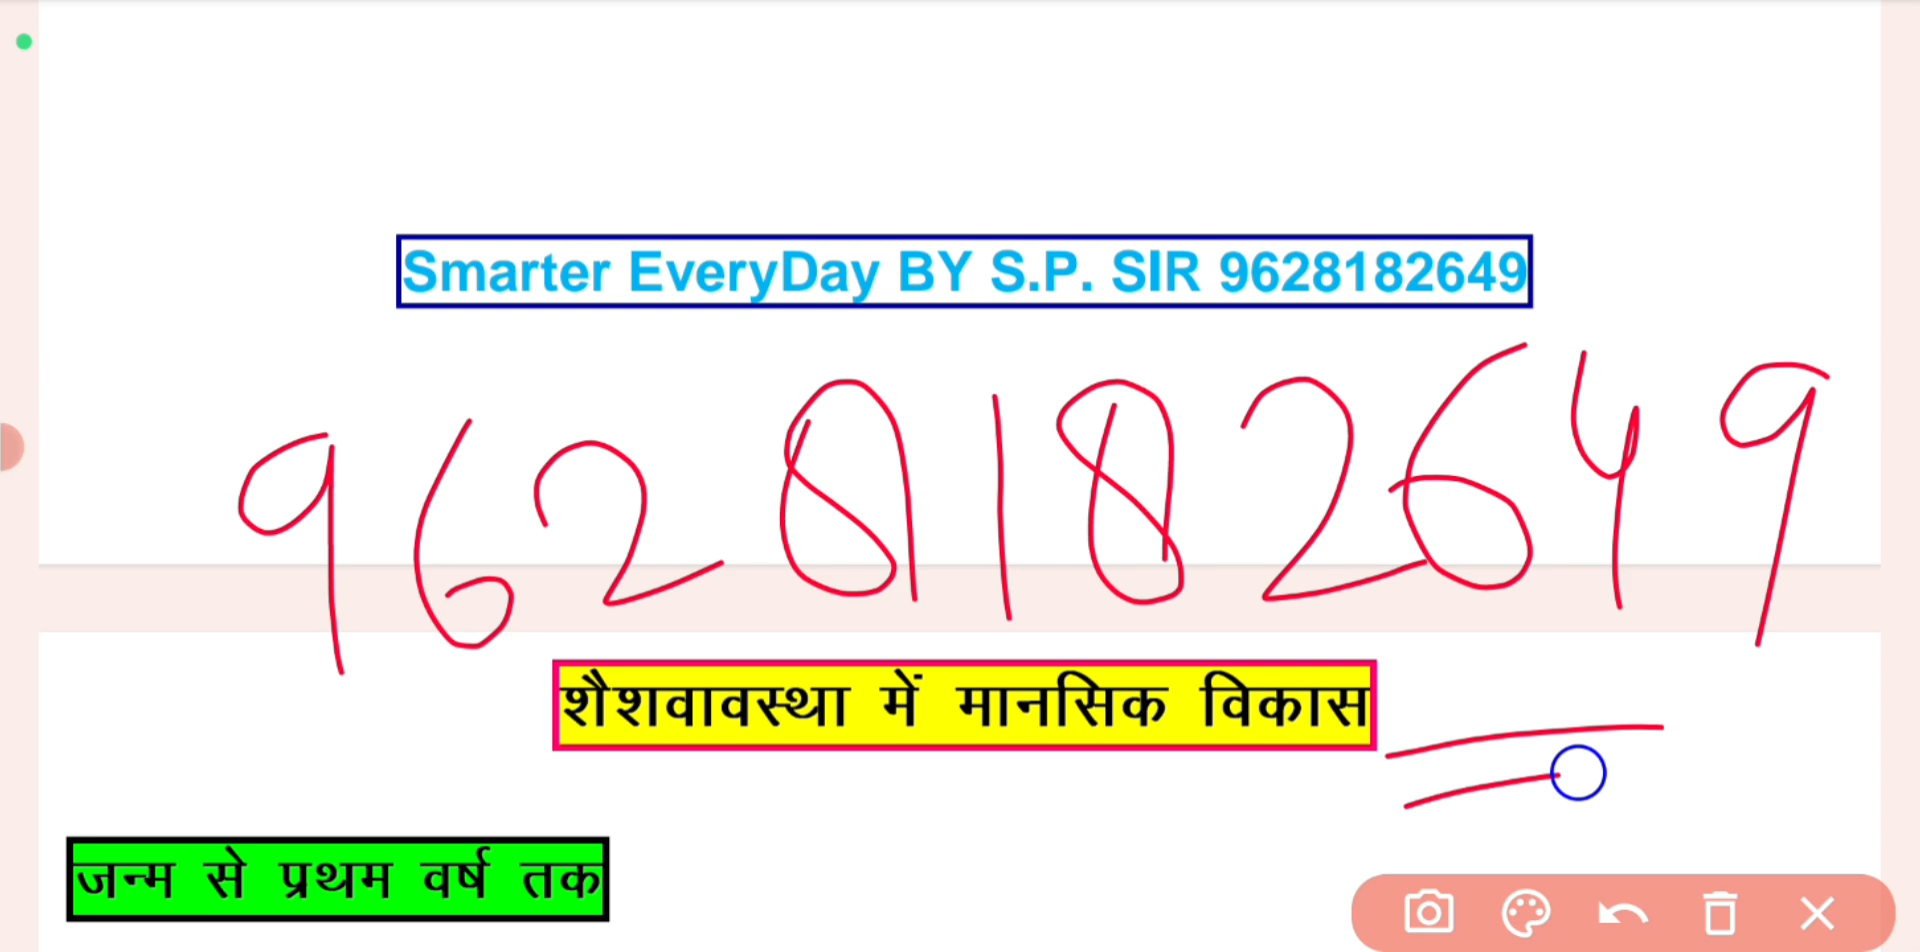 Smarter EveryDay BY S.P. SIR 9628182649
9628182649
शैशवावस्था में मानसिक विकास
जन्म से प्रथम वर्ष तक